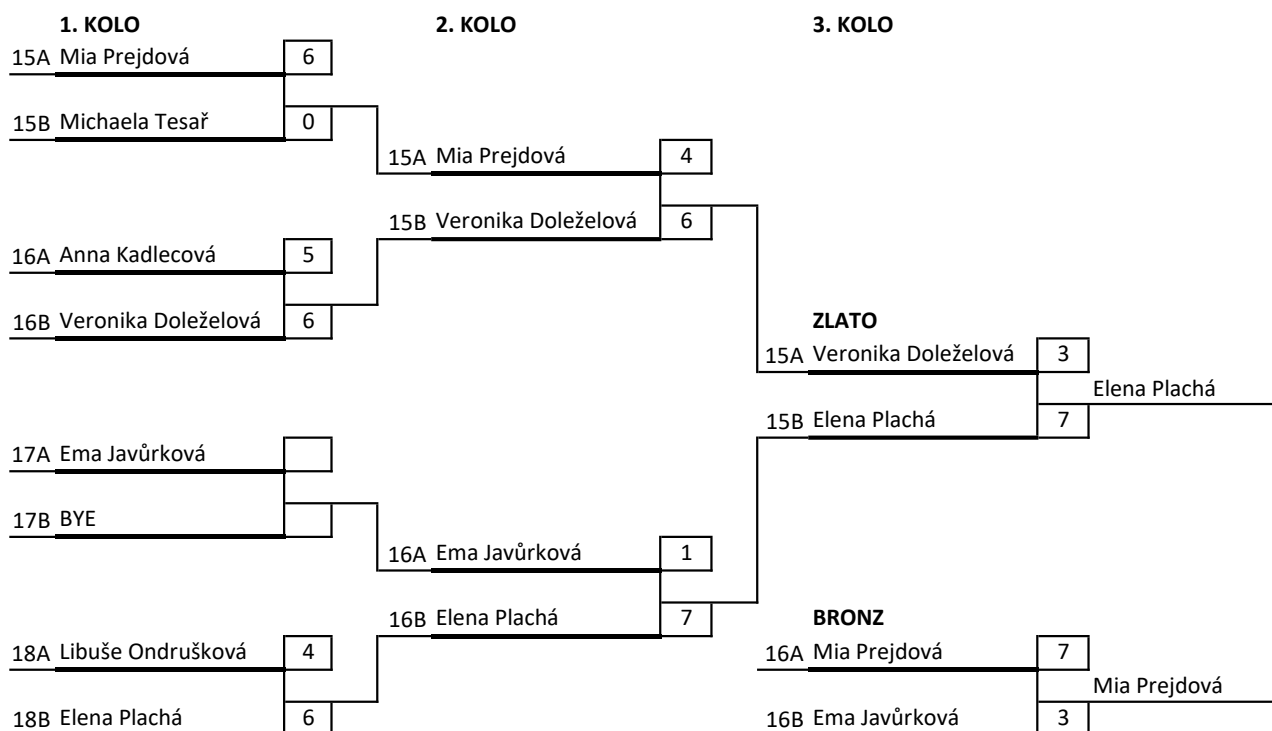 1. KOLO 2. KOLO 3. KOLO
15A Mia Prejdová 6
15B Michaela Tesař 0
15A Mia Prejdová 4
15B Veronika Doleželová 6
16A Anna Kadlecová 5
16B Veronika Doleželová 6
ZLATO
15A Veronika Doleželová 3
Elena Plachá
15B Elena Plachá 7
17A Ema Javůrková
17B BYE
16A Ema Javůrková 1
16B Elena Plachá 7
BRONZ
18A Libuše Ondrušková 4
16A Mia Prejdová 7
Mia Prejdová
18B Elena Plachá 6
16B Ema Javůrková 3